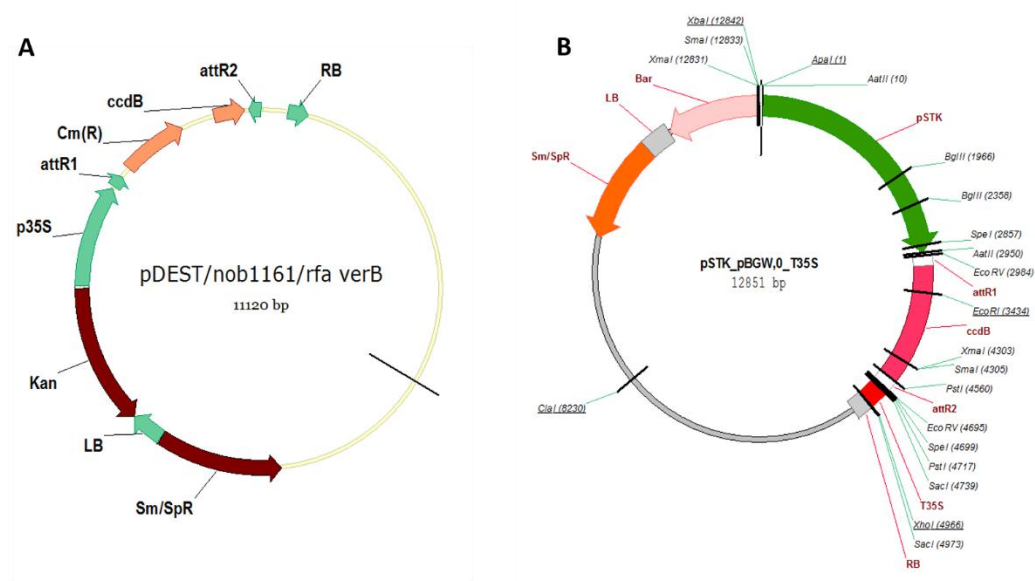 A
attR2
RB
ccdB
Cm(R)
attR1
p35S
pDEST/nob1161/rfa verB
11120 bp
Kan
LB
Sm/SpR
B
XbaI (12842)
SmaI (12833)
XmaI (12831)
ApaI (1)
AatII (10)
Bar
LB
Sm/SpR
pSTK
BglII (1966)
BglII (2358)
SpeI (2857)
AatII (2950)
EcoRV (2984)
attR1
EcoRI (3434)
ccdB
XmaI (4303)
SmaI (4305)
PstI (4560)
attR2
EcoRV (4695)
SpeI (4699)
PstI (4717)
SacI (4739)
T35S
XhoI (4966)
SacI (4973)
RB
ClaI (8230)
pSTK_pBGW,0_T35S
12851 bp